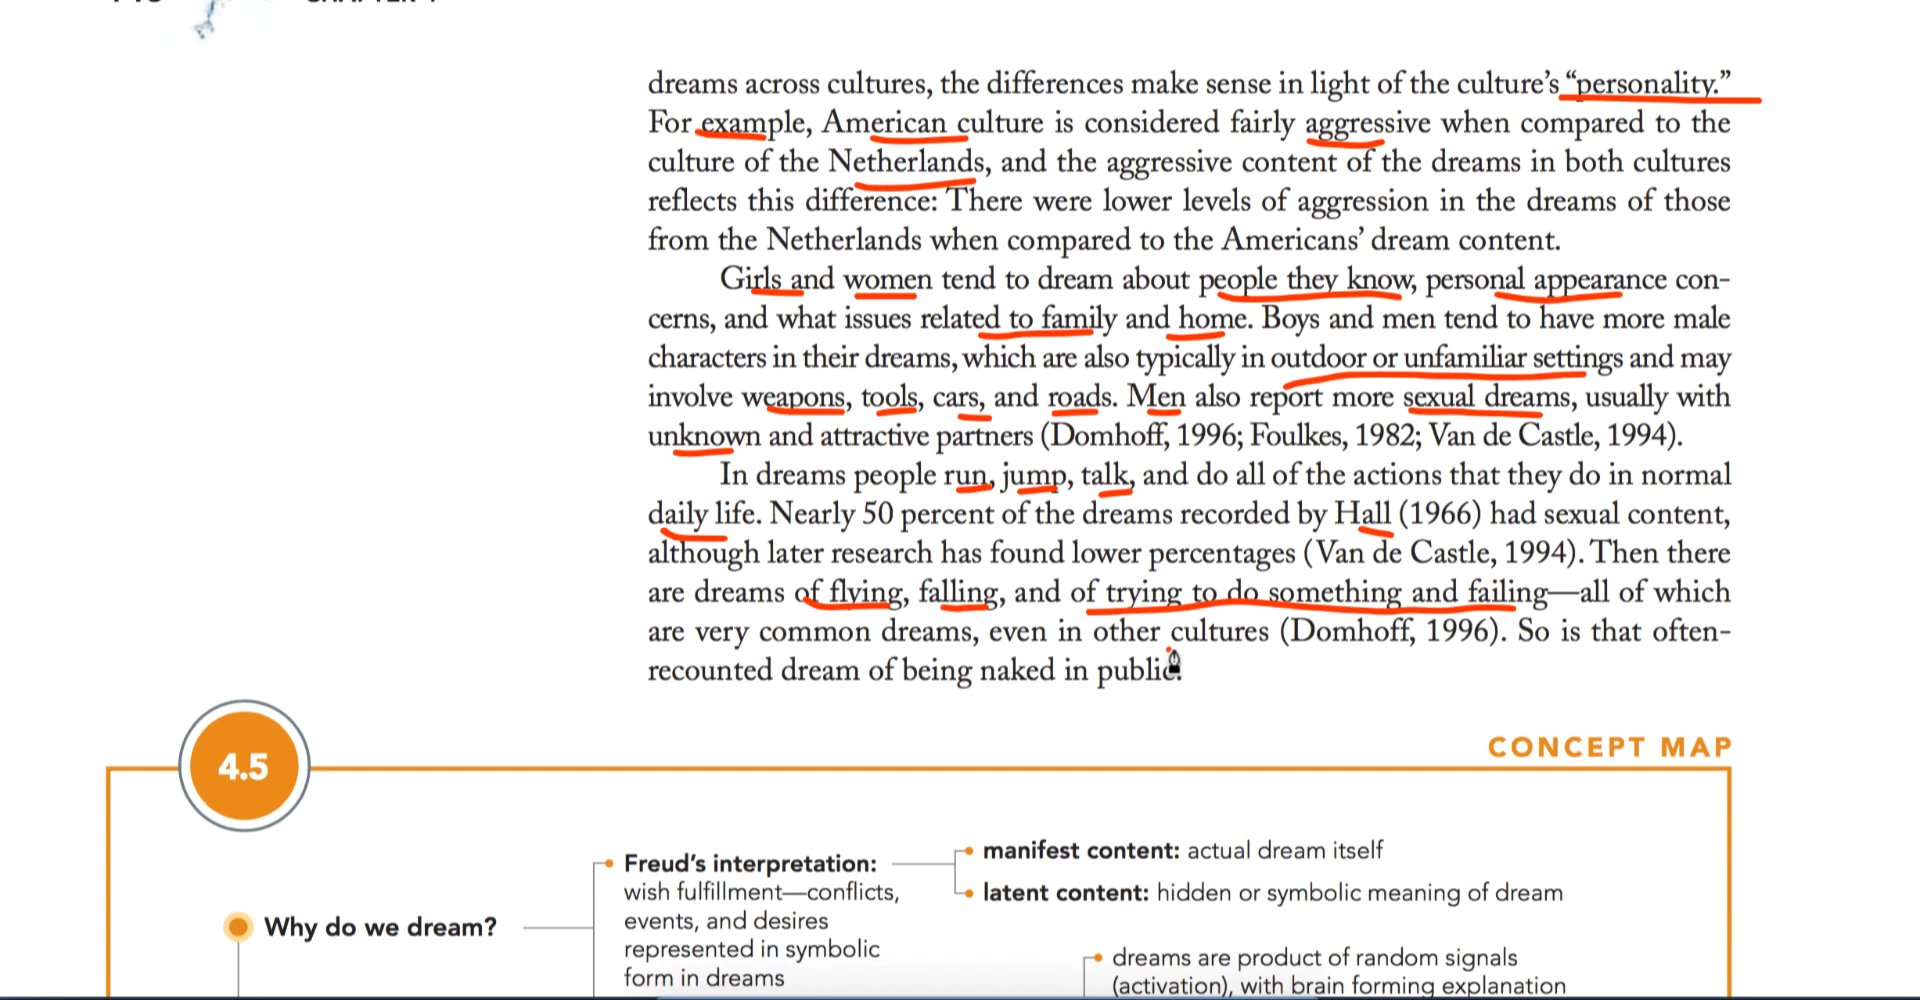 dreams across cultures, the differences make sense in light of the culture's “personality.”
For example, American culture is considered fairly aggressive when compared to the
culture of the Netherlands, and the aggressive content of the dreams in both cultures
reflects this difference: There were lower levels of aggression in the dreams of those
from the Netherlands when compared to the Americans' dream content.
Girls and women tend to dream about people they know, personal appearance con-
cerns, and what issues related to family and home. Boys and men tend to have more male
characters in their dreams, which are also typically in outdoor or unfamiliar settings and may
involve weapons, tools, cars, and roads. Men also report more sexual dreams, usually with
unknown and attractive partners (Domhoff, 1996; Foulkes, 1982; Van de Castle, 1994).
In dreams people run, jump, talk, and do all of the actions that they do in normal
daily life. Nearly 50 percent of the dreams recorded by Hall (1966) had sexual content,
although later research has found lower percentages (Van de Castle, 1994). Then there
are dreams of flying, falling, and of trying to do something and failing—all of which
are very common dreams, even in other cultures (Domhoff, 1996). So is that often-
recounted dream of being naked in public.
CONCEPT MAP
4.5
Why do we dream?
Freud's interpretation:
wish fulfillment—conflicts,
events, and desires
represented in symbolic
form in dreams
manifest content: actual dream itself
latent content: hidden or symbolic meaning of dream
dreams are product of random signals
(activation), with brain forming explanation